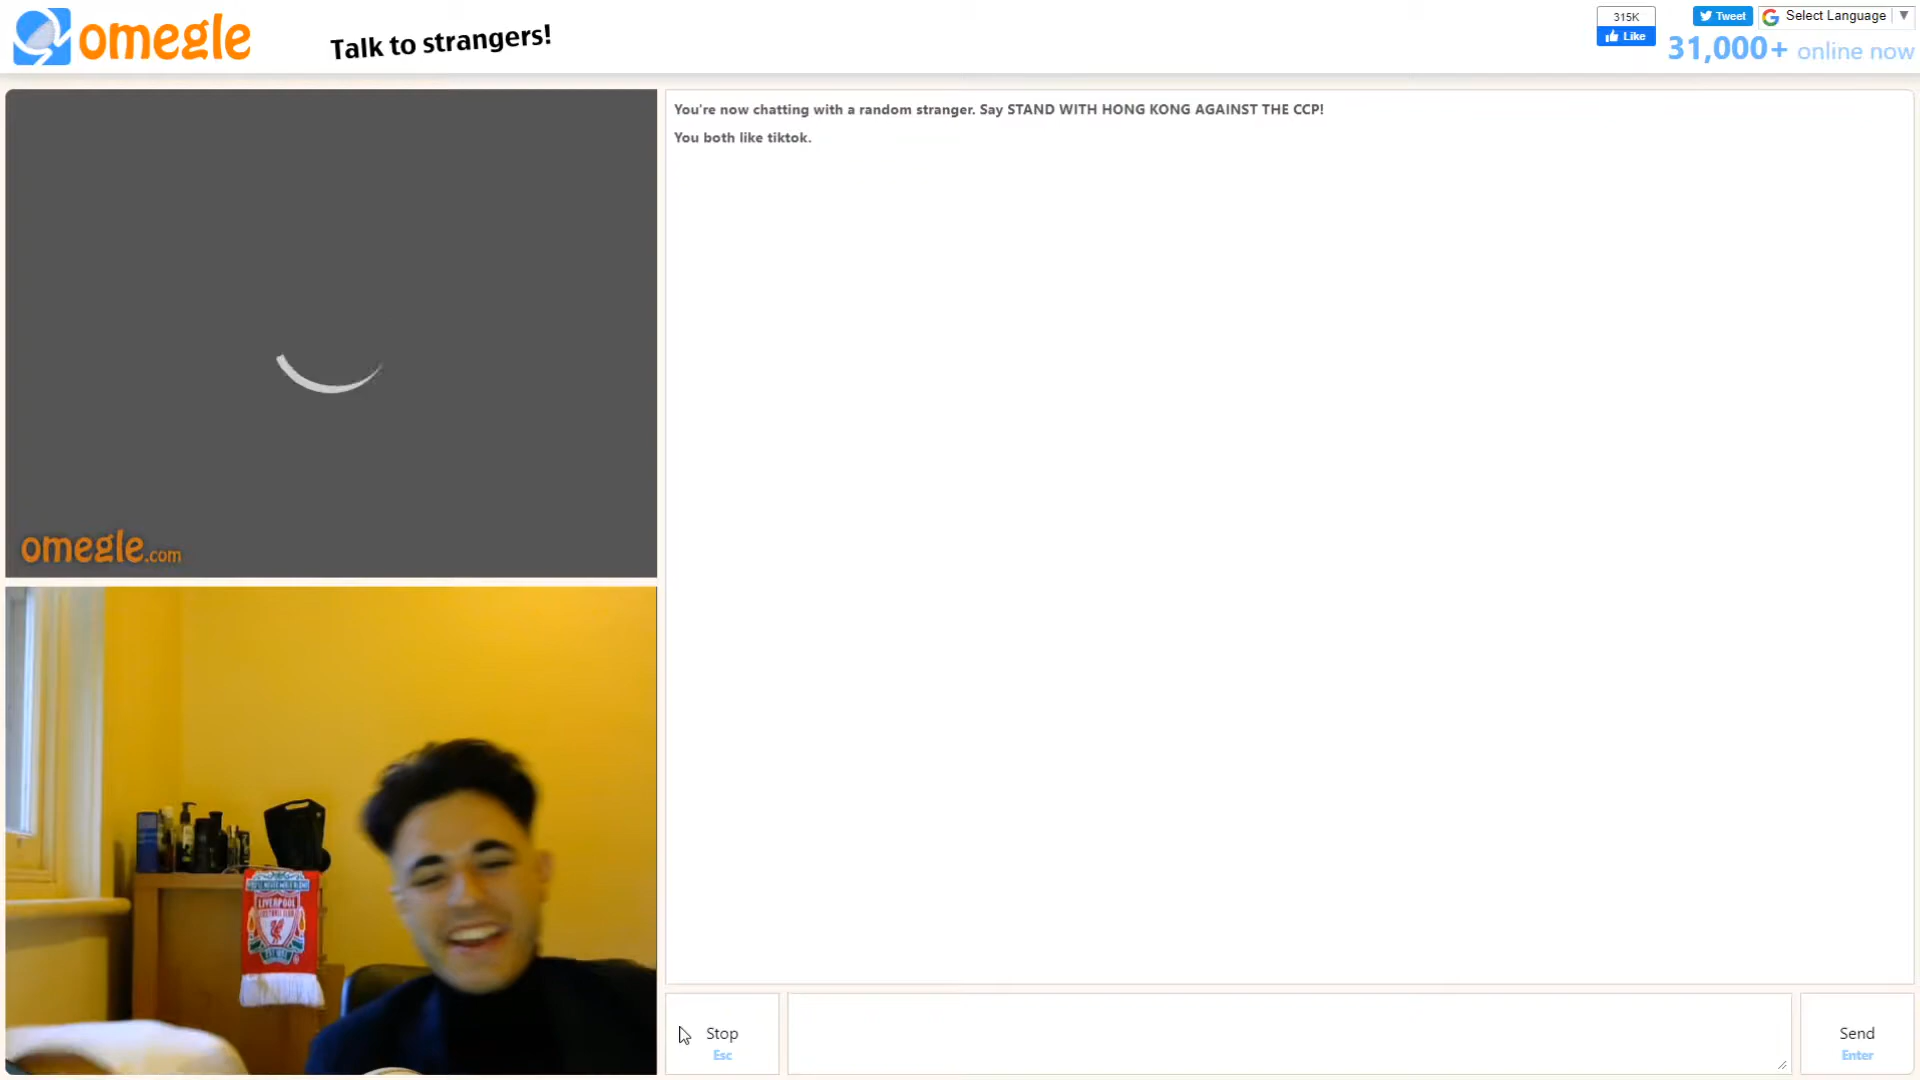 omegle
Talk to strangers!
315K
Like
Tweet
Select Language
31,000+ online now
You're now chatting with a random stranger. Say STAND WITH HONG KONG AGAINST THE CCP!
You both like tiktok.
omegle.com
LIVERPOOL
FOOTBALL CLUB
Stop
Esc
Send
Enter